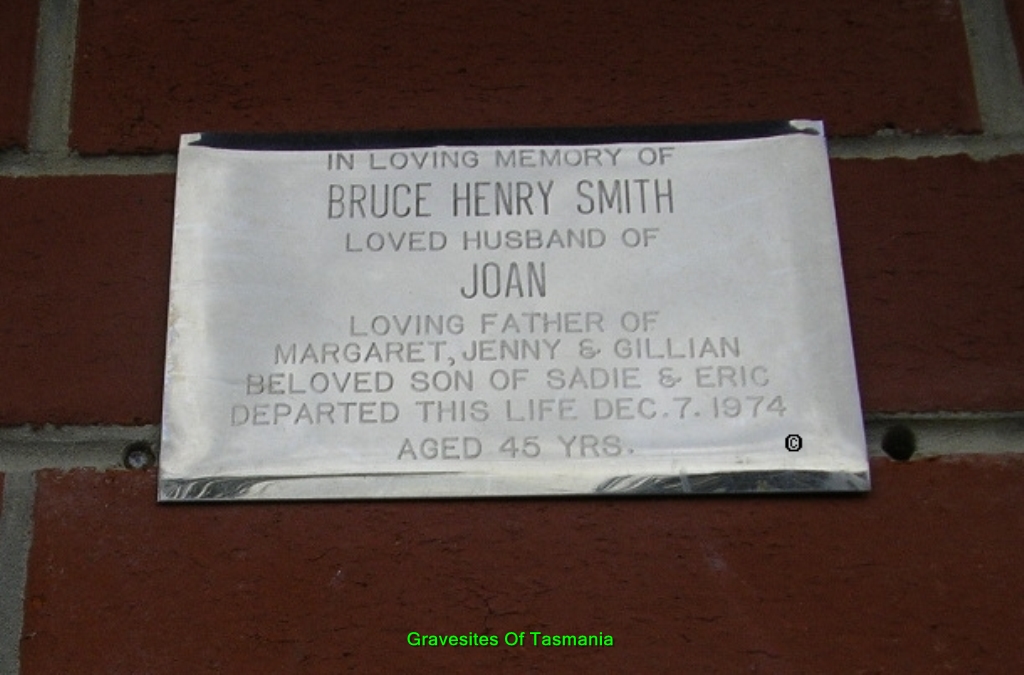 IN LOVING MEMORY OF
BRUCE HENRY SMITH
LOVED HUSBAND OF
JOAN
LOVING FATHER OF
MARGARET, JENNY & GILLIAN
BELOVED SON OF SADIE & ERIC
DEPARTED THIS LIFE DEC. 7. 1974
AGED 45 YRS.
©
Gravesites Of Tasmania